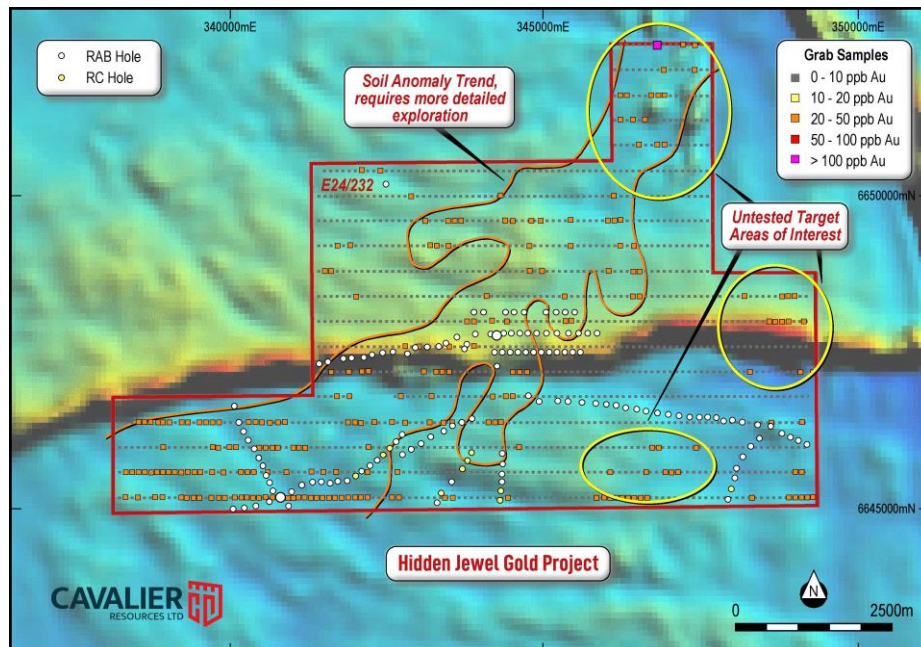 340000mE
345000mE
350000mE
RAB Hole
RC Hole
Soil Anomaly Trend,
requires more detailed
exploration
Grab Samples
0 - 10 ppb Au
10 - 20 ppb Au
20 - 50 ppb Au
50 - 100 ppb Au
> 100 ppb Au
E24/232
6650000mN
Untested Target
Areas of Interest
6645000mN
Hidden Jewel Gold Project
CAVALIER
RESOURCES LTD
N
0
2500m